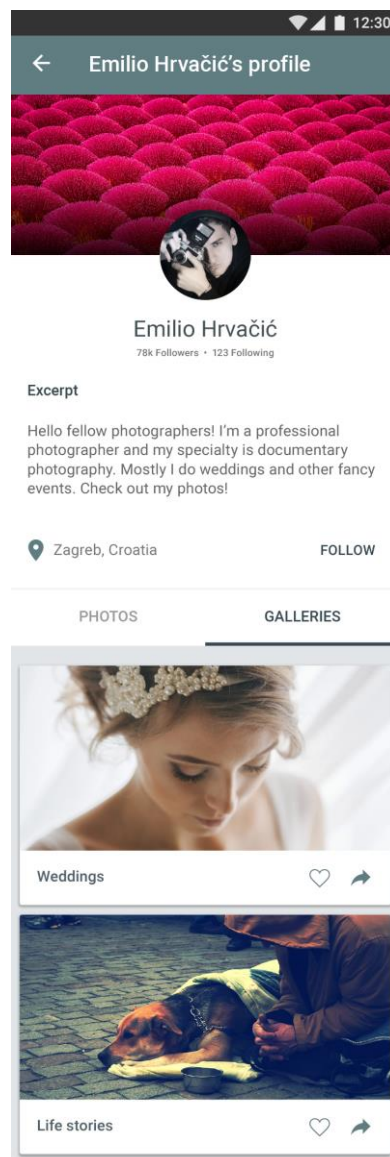 12:30
Emilio Hrvačić’s profile
Emilio Hrvačić
78k Followers • 123 Following
Excerpt
Hello fellow photographers! I’m a professional
photographer and my specialty is documentary
photography. Mostly I do weddings and other fancy
events. Check out my photos!
Zagreb, Croatia FOLLOW
PHOTOS GALLERIES
Weddings
Life stories